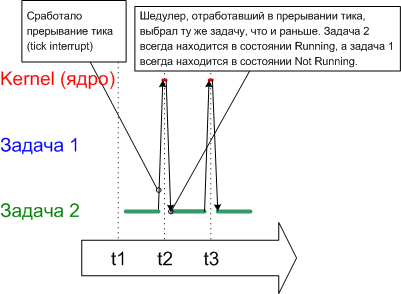 Сработало
прерывание тика
(tick interrupt)
Шедулер, отработавший в прерывании тика,
выбрал ту же задачу, что и раньше. Задача 2
всегда находится в состоянии Running, а задача 1
всегда находится в состоянии Not Running.
Kernel (ядро)
Задача 1
Задача 2
t1 t2 t3